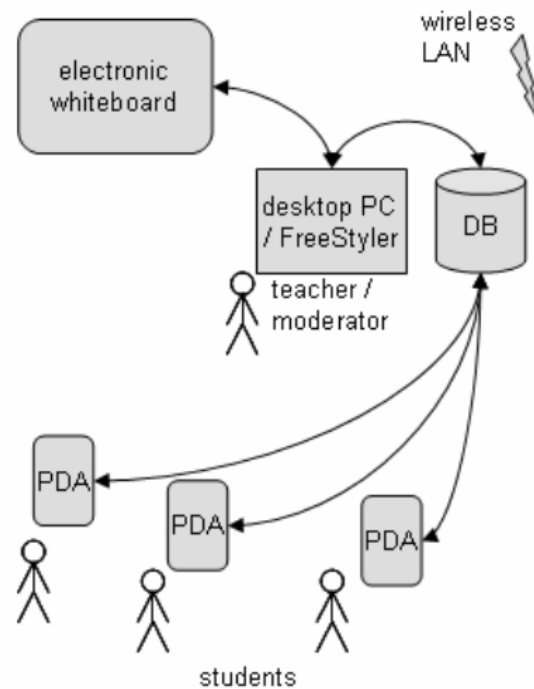 wireless
LAN
electronic
whiteboard
desktop PC
/ FreeStyler
DB
teacher /
moderator
PDA
PDA
PDA
students